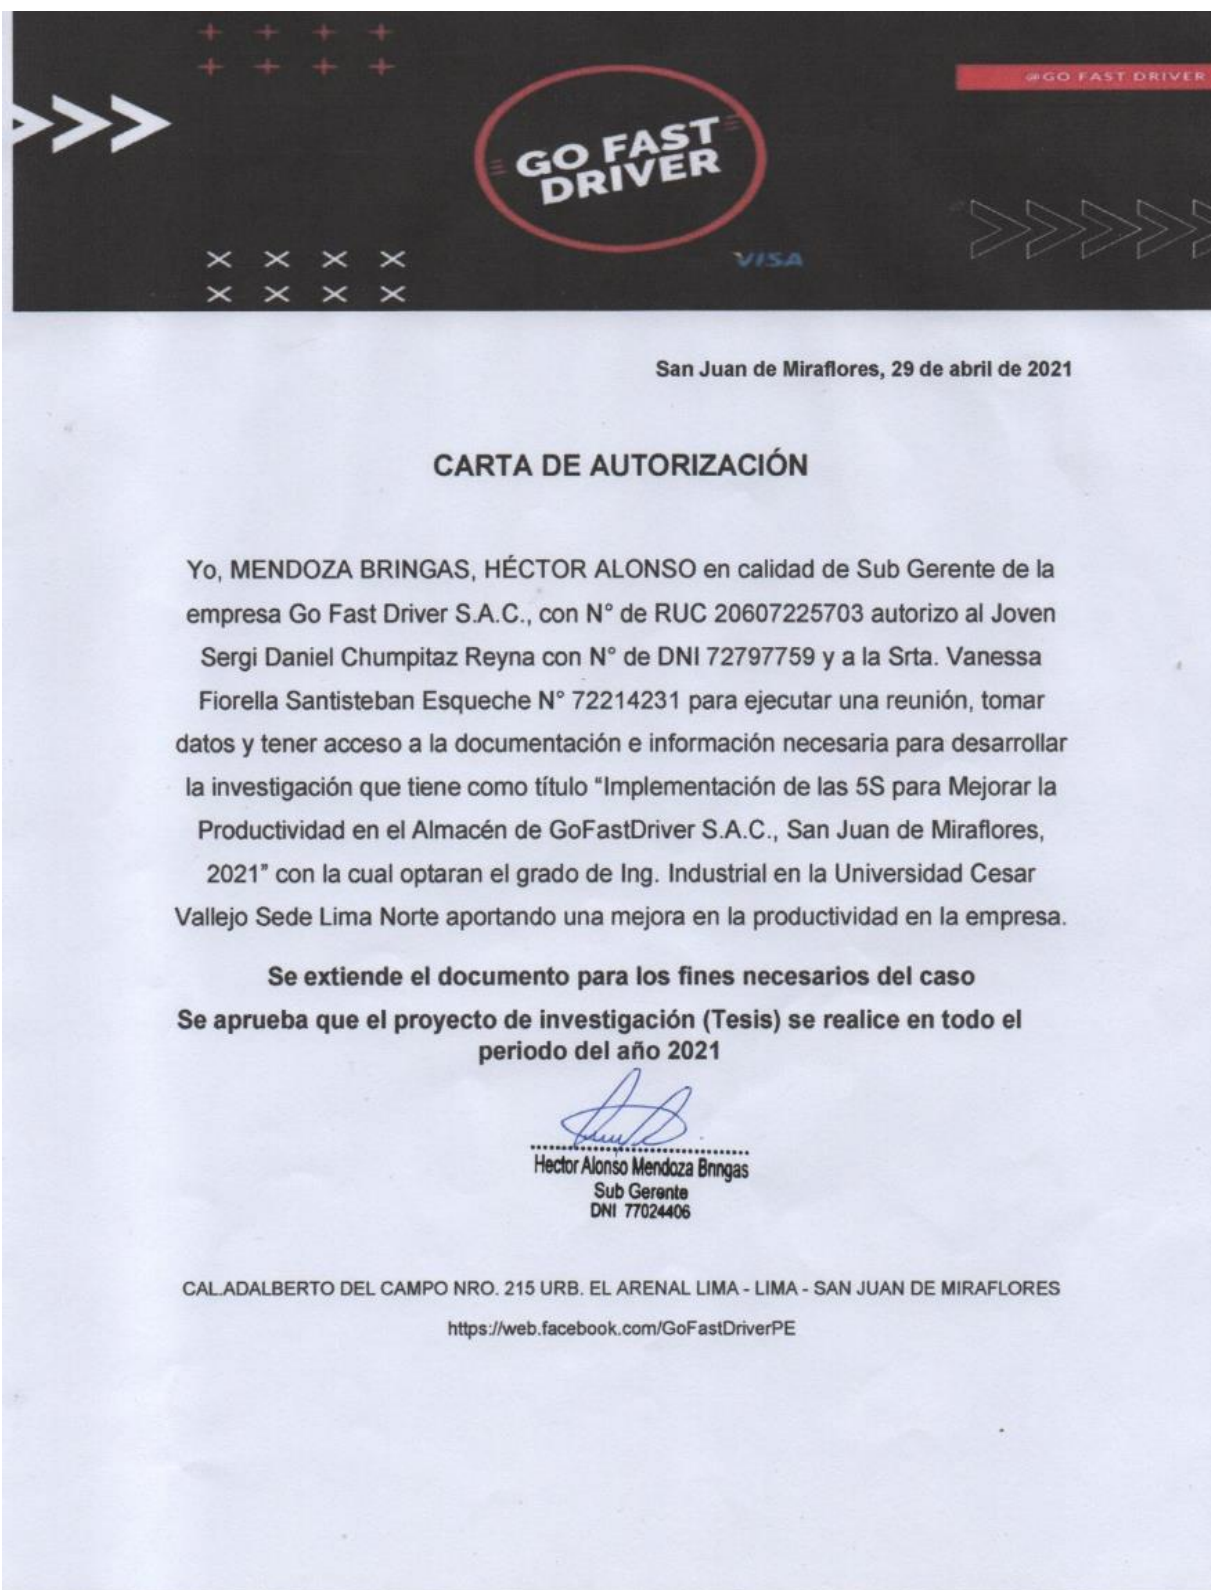 @GO FAST DRIVER
GO FAST
DRIVER
VISA
San Juan de Miraflores, 29 de abril de 2021
CARTA DE AUTORIZACIÓN
Yo, MENDOZA BRINGAS, HÉCTOR ALONSO en calidad de Sub Gerente de la
empresa Go Fast Driver S.A.C., con N° de RUC 20607225703 autorizo al Joven
Sergi Daniel Chumpitaz Reyna con N° de DNI 72797759 y a la Srta. Vanessa
Fiorella Santisteban Esqueche N° 72214231 para ejecutar una reunión, tomar
datos y tener acceso a la documentación e información necesaria para desarrollar
la investigación que tiene como título “Implementación de las 5S para Mejorar la
Productividad en el Almacén de GoFastDriver S.A.C., San Juan de Miraflores,
2021” con la cual optaran el grado de Ing. Industrial en la Universidad Cesar
Vallejo Sede Lima Norte aportando una mejora en la productividad en la empresa.
Se extiende el documento para los fines necesarios del caso
Se aprueba que el proyecto de investigación (Tesis) se realice en todo el
periodo del año 2021
Hector Alonso Mendoza Bringas
Sub Gerente
DNI 77024406
CAL.ADALBERTO DEL CAMPO NRO. 215 URB. EL ARENAL LIMA - LIMA - SAN JUAN DE MIRAFLORES
https://web.facebook.com/GoFastDriverPE